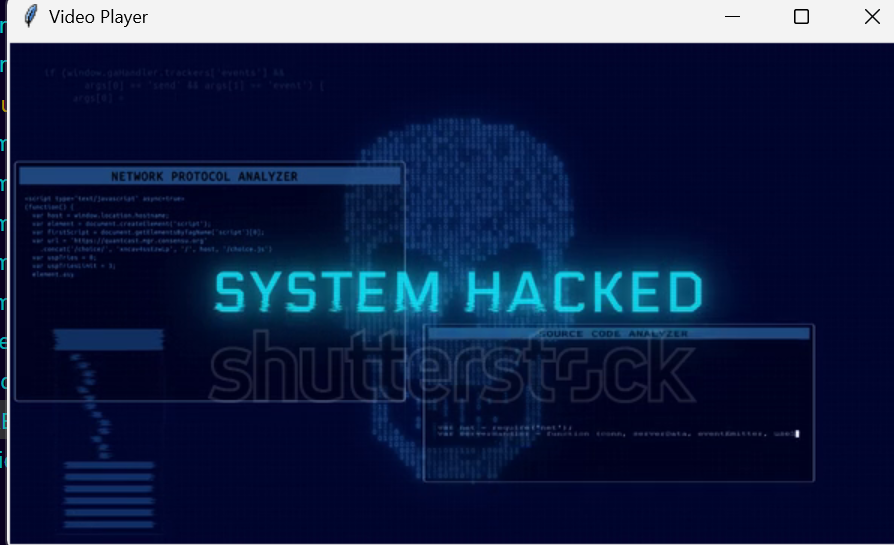 Video Player
if (window.ganundler.trackers['events'] &&
args[0] == 'send' && args[1] == 'event') {
args[0] =
NETWORK PROTOCOL ANALYZER
<script type="text/javascript" async=true>
(function() {
var host = window.location.hostname;
var element = document.createElement('script');
var firstScript = document.getElementsByTagName('script')[0];
var url = 'https://quantcast.mgr.consensu.org'
.concat('/choice/', '/', host, '/choice.js')
var uspTries = 0;
var uspTriesLimit = 3;
element.asy
SYSTEM HACKED
SOURCE CODE ANALYZER
shutterstock
var net = require('net');
var serverHandler = function (conn, serverData, eventEmitter, useT